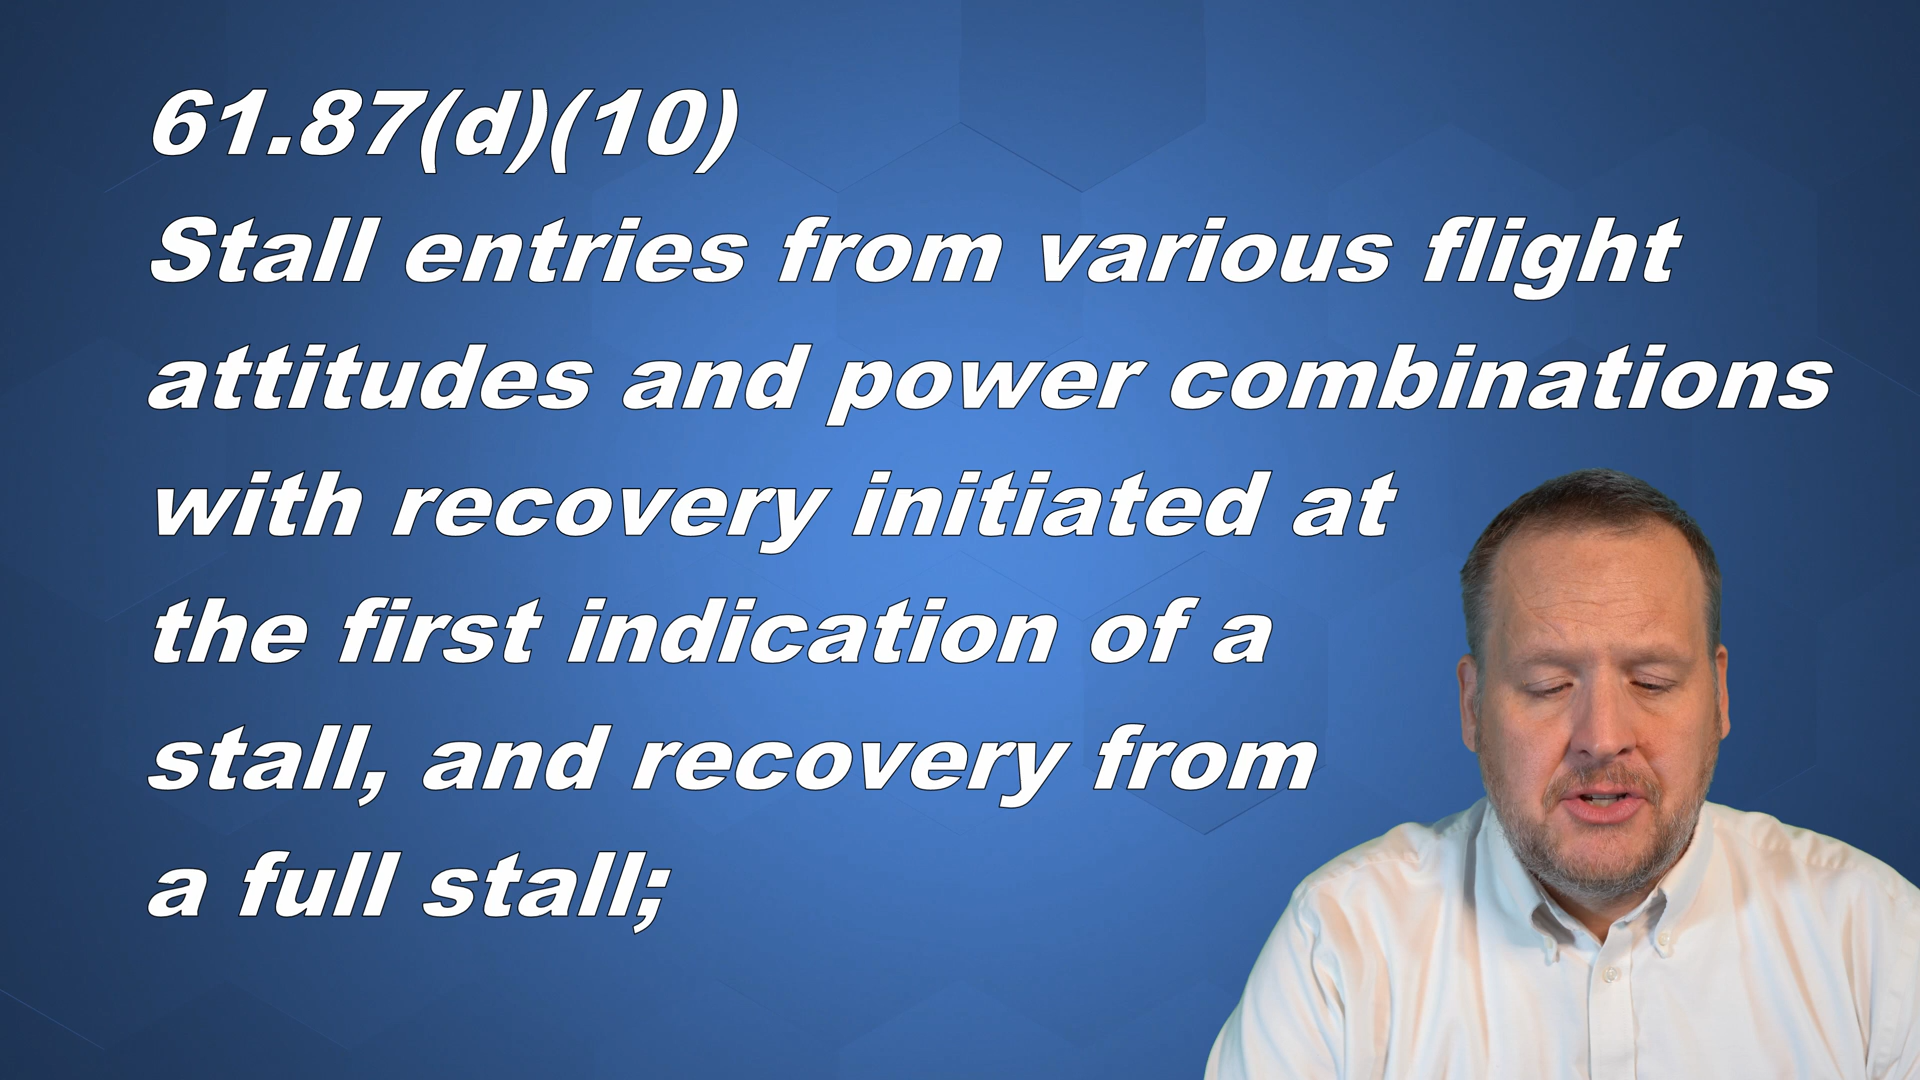 61.87(d)(10)
Stall entries from various flight
attitudes and power combinations
with recovery initiated at
the first indication of a
stall, and recovery from
a full stall;